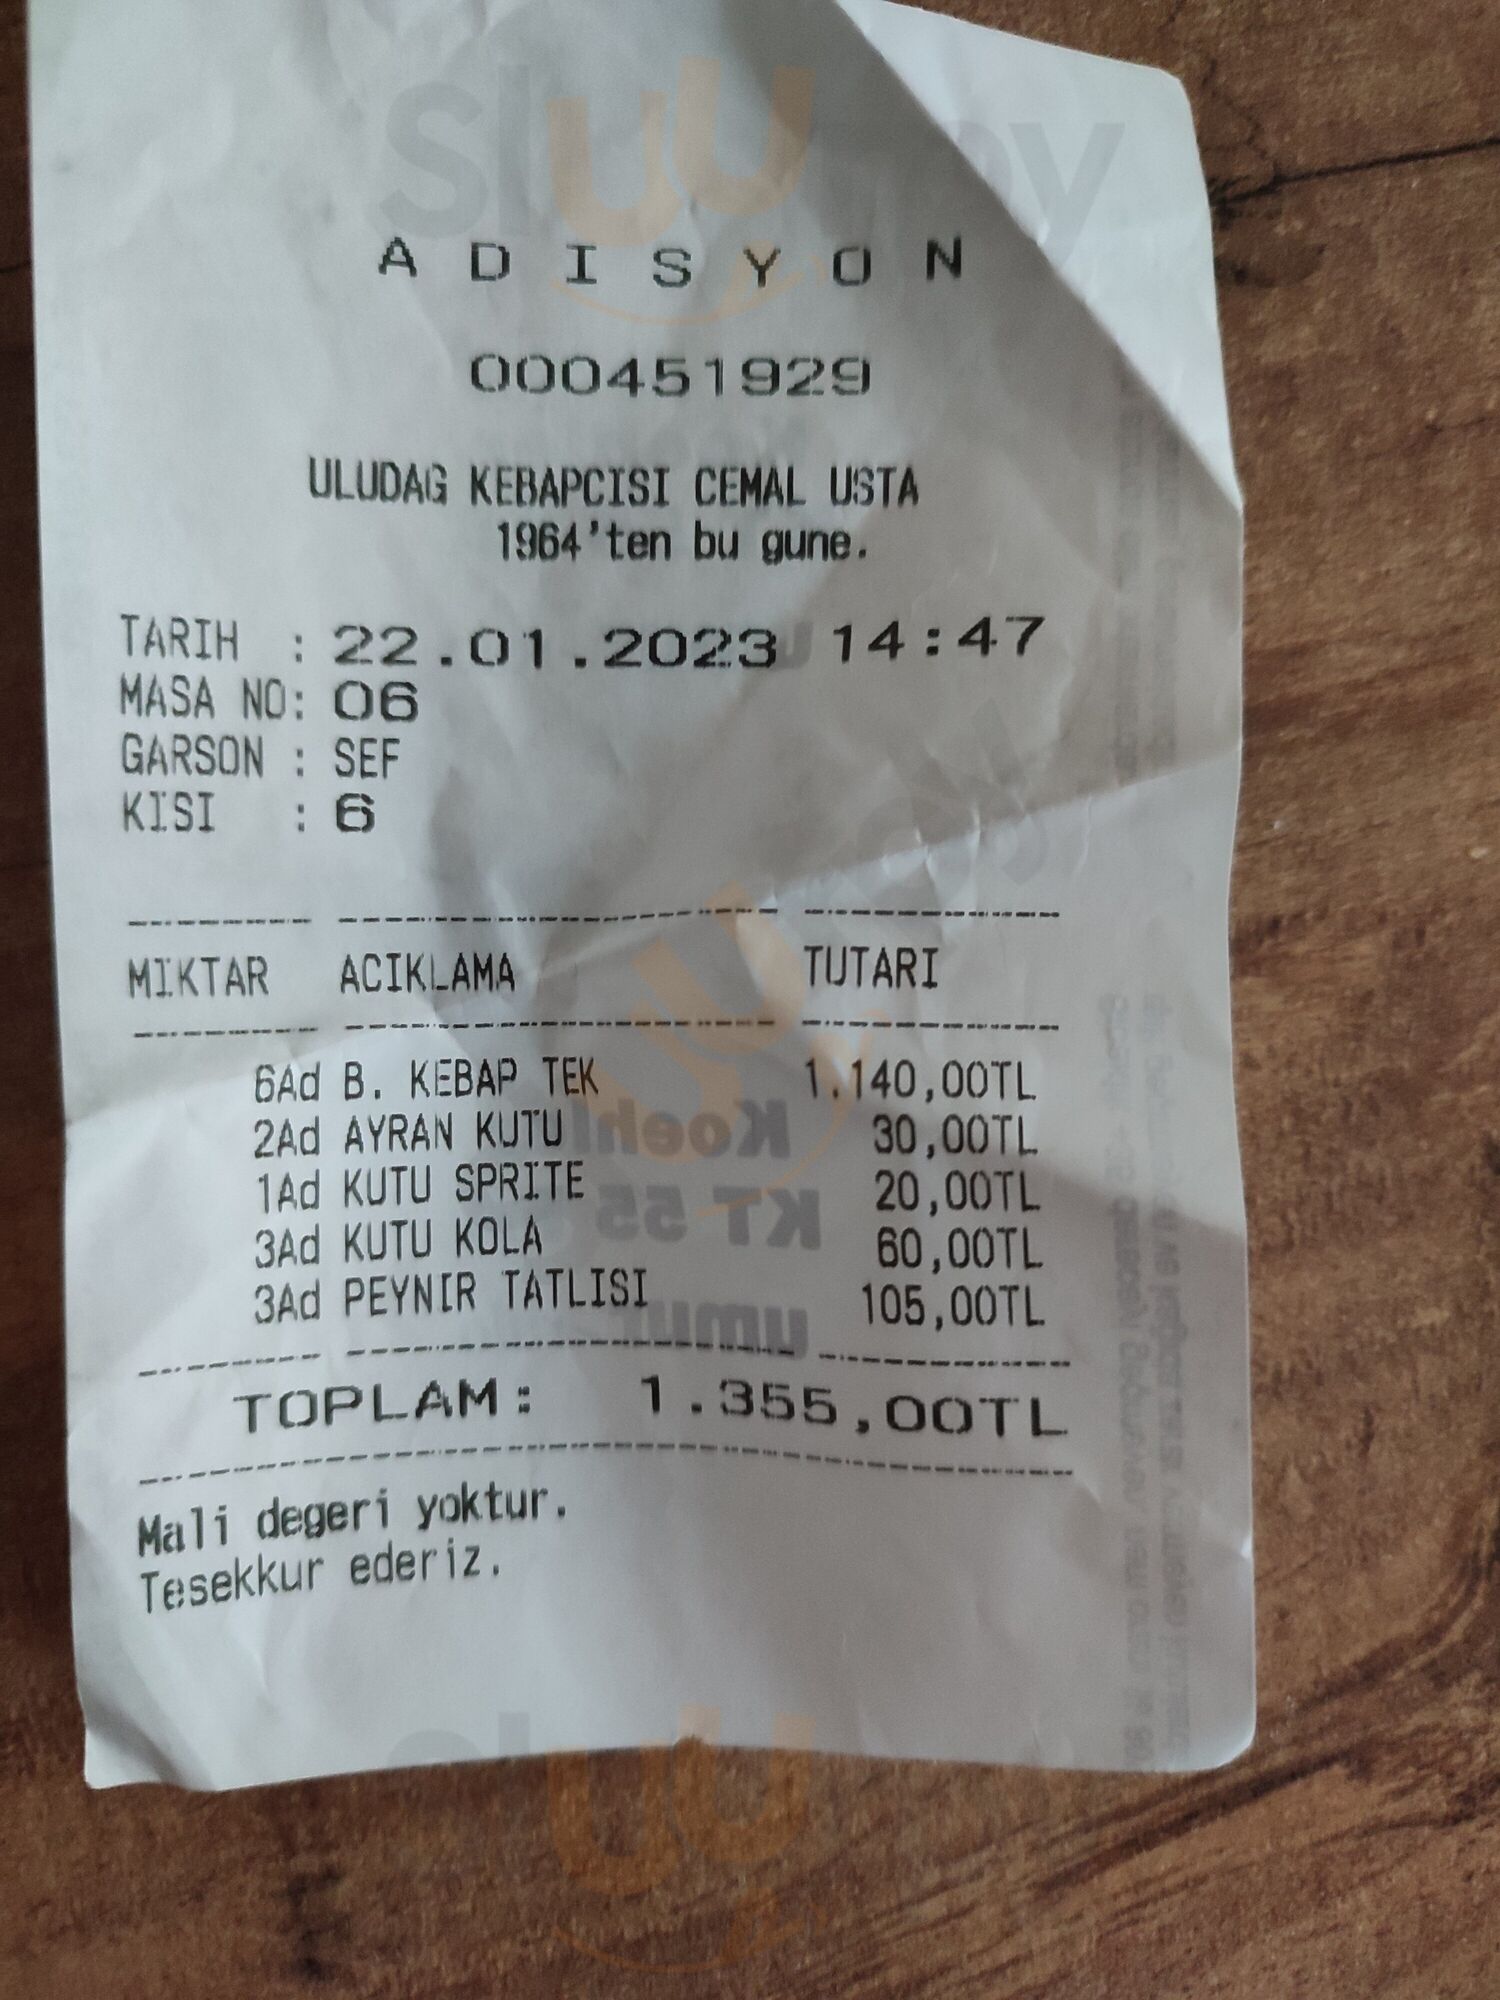 A D I S Y O N
000451929
ULUDAG KEBAPCISI CEMAL USTA
1964'ten bu gune.
TARIH : 22.01.2023 14:47
MASA NO: 06
GARSON : SEF
KISI : 6
MIKTAR ACIKLAMA TUTARI
6Ad B. KEBAP TEK 1.140,00TL
2Ad AYRAN KUTU 30,00TL
1Ad KUTU SPRITE 20,00TL
3Ad KUTU KOLA 60,00TL
3Ad PEYNIR TATLISI 105,00TL
TOPLAM: 1.355,00TL
Mali degeri yoktur.
Tesekkur ederiz.